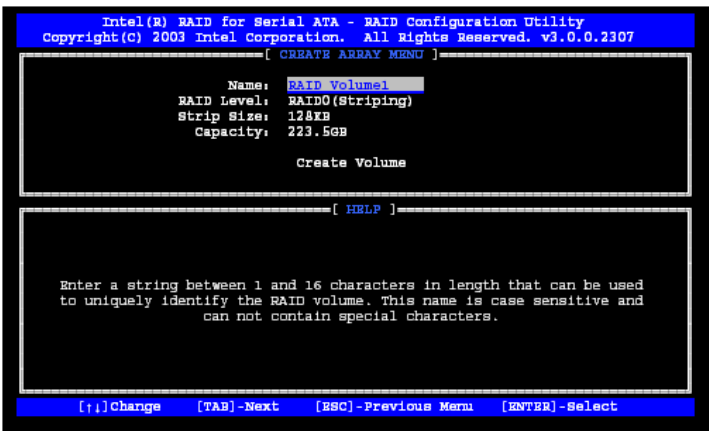 Intel(R) RAID for Serial ATA - RAID Configuration Utility
Copyright(C) 2003 Intel Corporation. All Rights Reserved. v3.0.0.2307
[ CREATE ARRAY MENU ]
Name: RAID Volume1
RAID Level: RAID0(Striping)
Strip Size: 128KB
Capacity: 223.5GB
Create Volume
[ HELP ]
Enter a string between 1 and 16 characters in length that can be used
to uniquely identify the RAID volume. This name is case sensitive and
can not contain special characters.
[↑↓]Change [TAB]-Next [ESC]-Previous Menu [ENTER]-Select